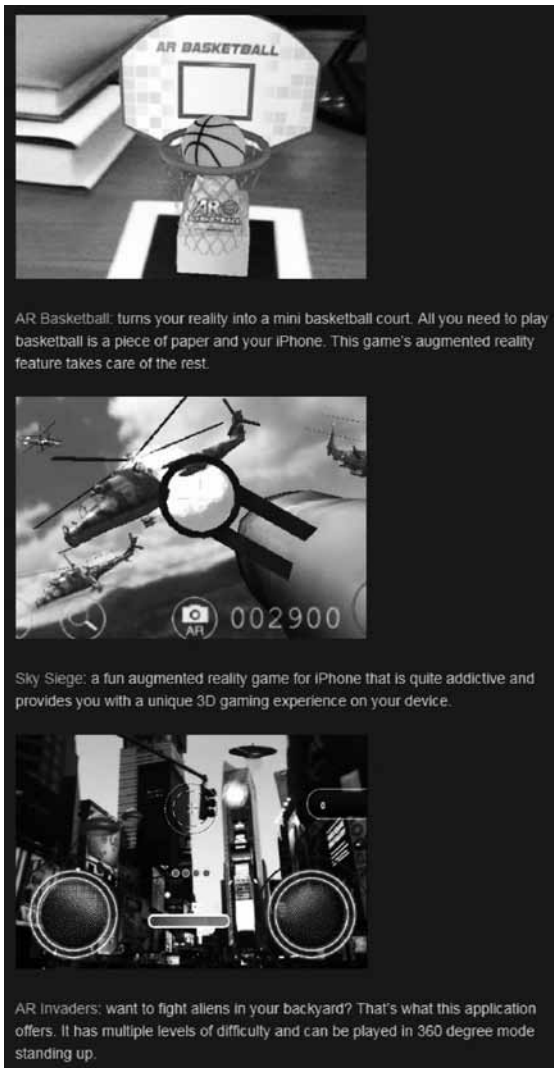 AR BASKETBALL
AR
AR Basketball: turns your reality into a mini basketball court. All you need to play
basketball is a piece of paper and your iPhone. This game's augmented reality
feature takes care of the rest.
AR
002900
Sky Siege: a fun augmented reality game for iPhone that is quite addictive and
provides you with a unique 3D gaming experience on your device.
AR Invaders: want to fight aliens in your backyard? That's what this application
offers. It has multiple levels of difficulty and can be played in 360 degree mode
standing up.